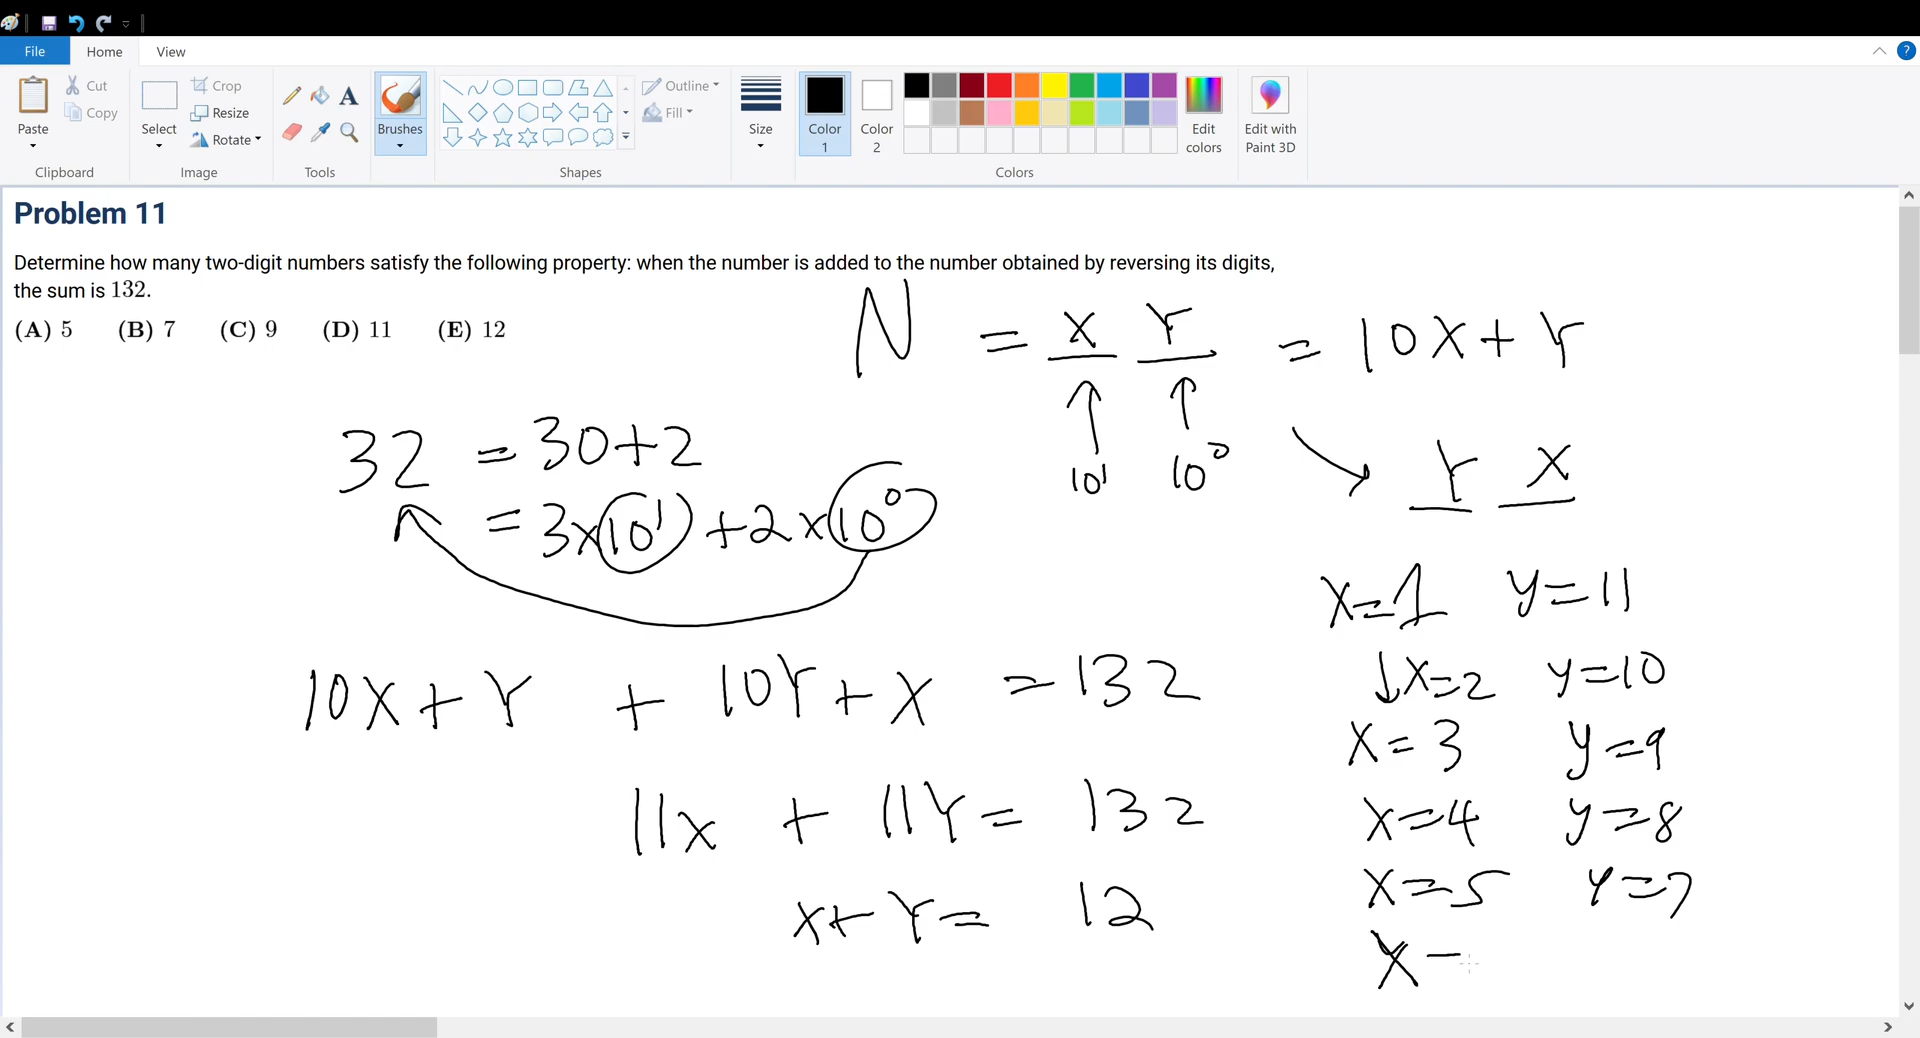 File Home View
Paste
Cut
Copy
Clipboard
Select
Crop
Resize
Rotate
Image
A
Tools
Brushes
Outline
Fill
Shapes
Size
Color 1
Color 2
Edit colors
Edit with Paint 3D
Colors
?
Problem 11
Determine how many two-digit numbers satisfy the following property: when the number is added to the number obtained by reversing its digits,
the sum is 132.
(A) 5 (B) 7 (C) 9 (D) 11 (E) 12
N = X Y = 10X + Y
10¹ 10⁰
Y X
32 = 30+2
= 3×10¹ + 2×10⁰
10X + Y + 10Y + X = 132
11X + 11Y = 132
X + Y = 12
X=1 y=11
X=2 y=10
X=3 y=9
X=4 y=8
X=5 Y=7
X -